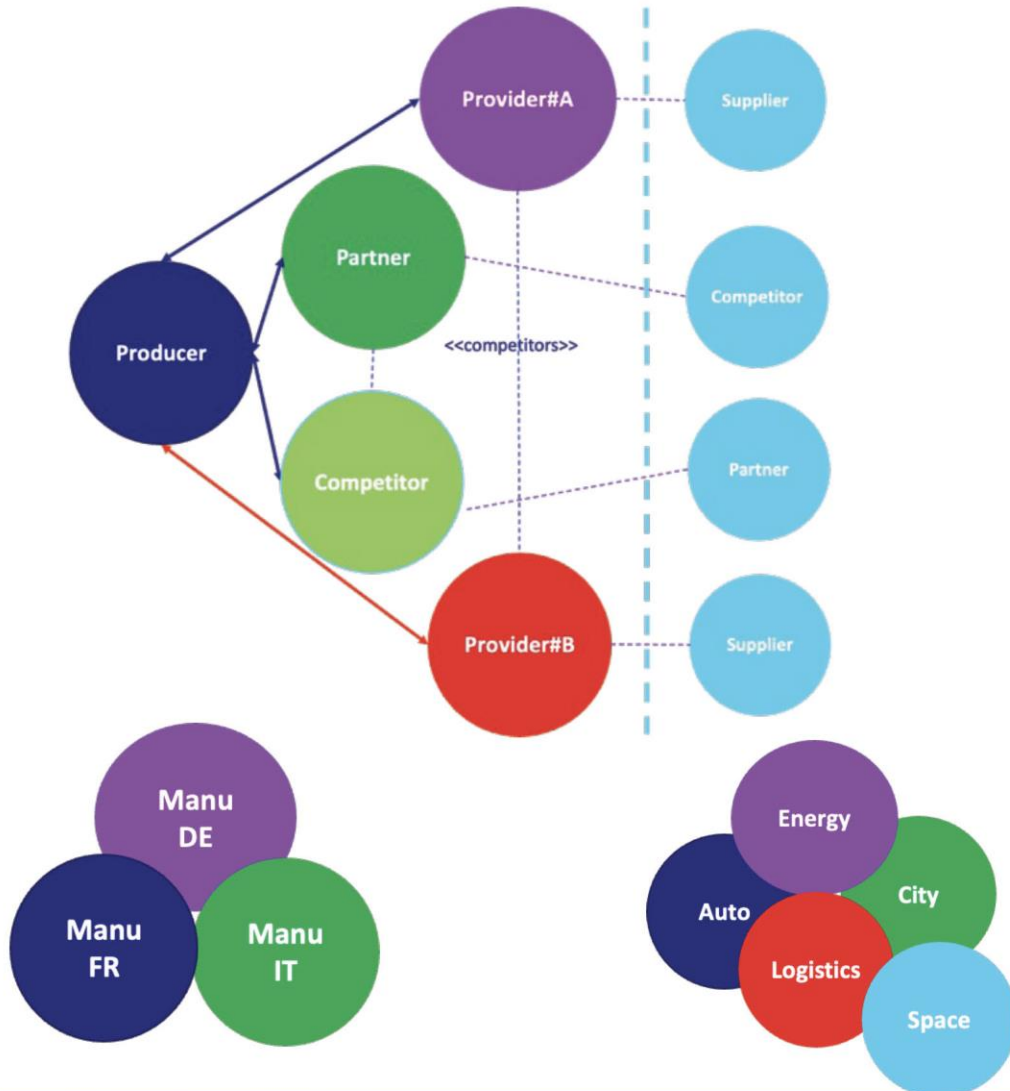 Provider#A
Supplier
Partner
Competitor
Producer
<<competitors>>
Competitor
Partner
Provider#B
Supplier
Manu
DE
Manu
FR
Manu
IT
Energy
Auto
City
Logistics
Space